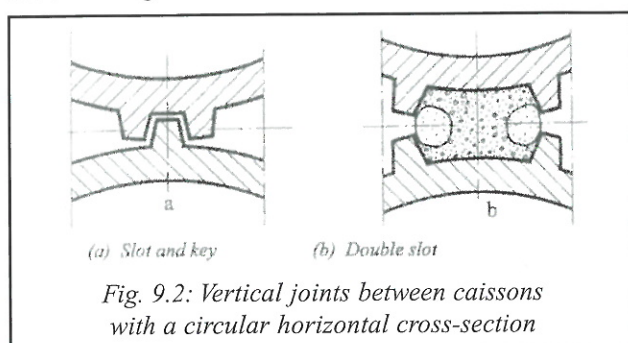 a
b
(a) Slot and key
(b) Double slot
Fig. 9.2: Vertical joints between caissons
with a circular horizontal cross-section